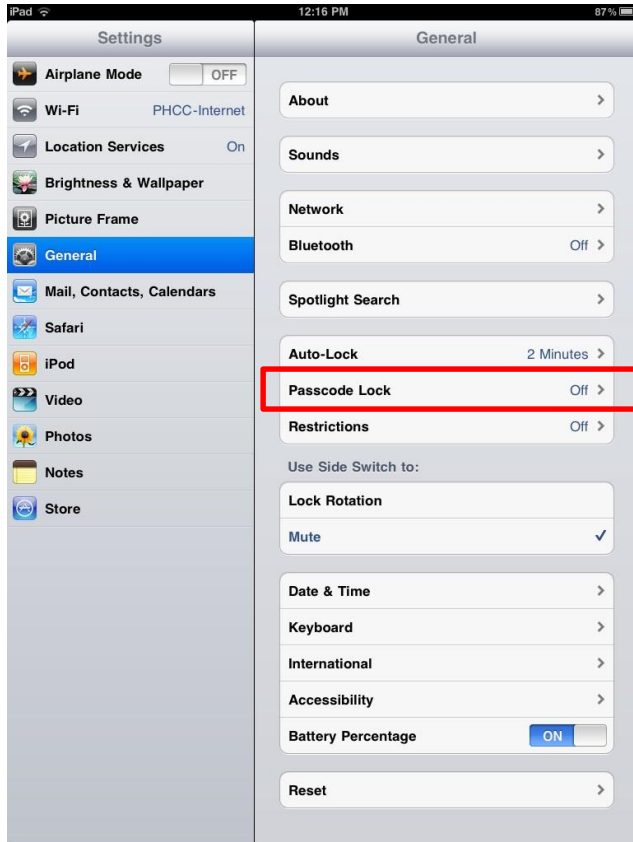 iPad 12:16 PM 87%
Settings
Airplane Mode OFF
Wi-Fi PHCC-Internet
Location Services On
Brightness & Wallpaper
Picture Frame
General
Mail, Contacts, Calendars
Safari
iPod
Video
Photos
Notes
Store
General
About
Sounds
Network
Bluetooth Off
Spotlight Search
Auto-Lock 2 Minutes
Passcode Lock Off
Restrictions Off
Use Side Switch to:
Lock Rotation
Mute
Date & Time
Keyboard
International
Accessibility
Battery Percentage ON
Reset